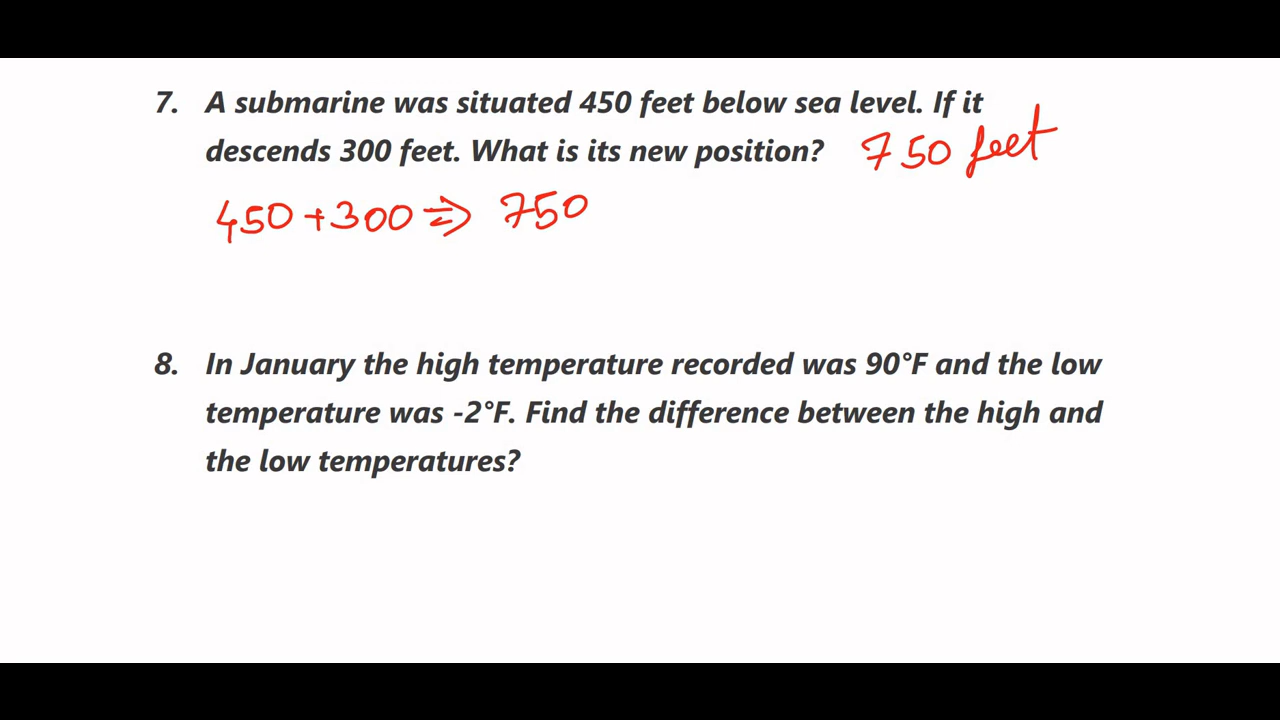 7. A submarine was situated 450 feet below sea level. If it
descends 300 feet. What is its new position? 750 feet
450 + 300 ⇒ 750
8. In January the high temperature recorded was 90°F and the low
temperature was -2°F. Find the difference between the high and
the low temperatures?